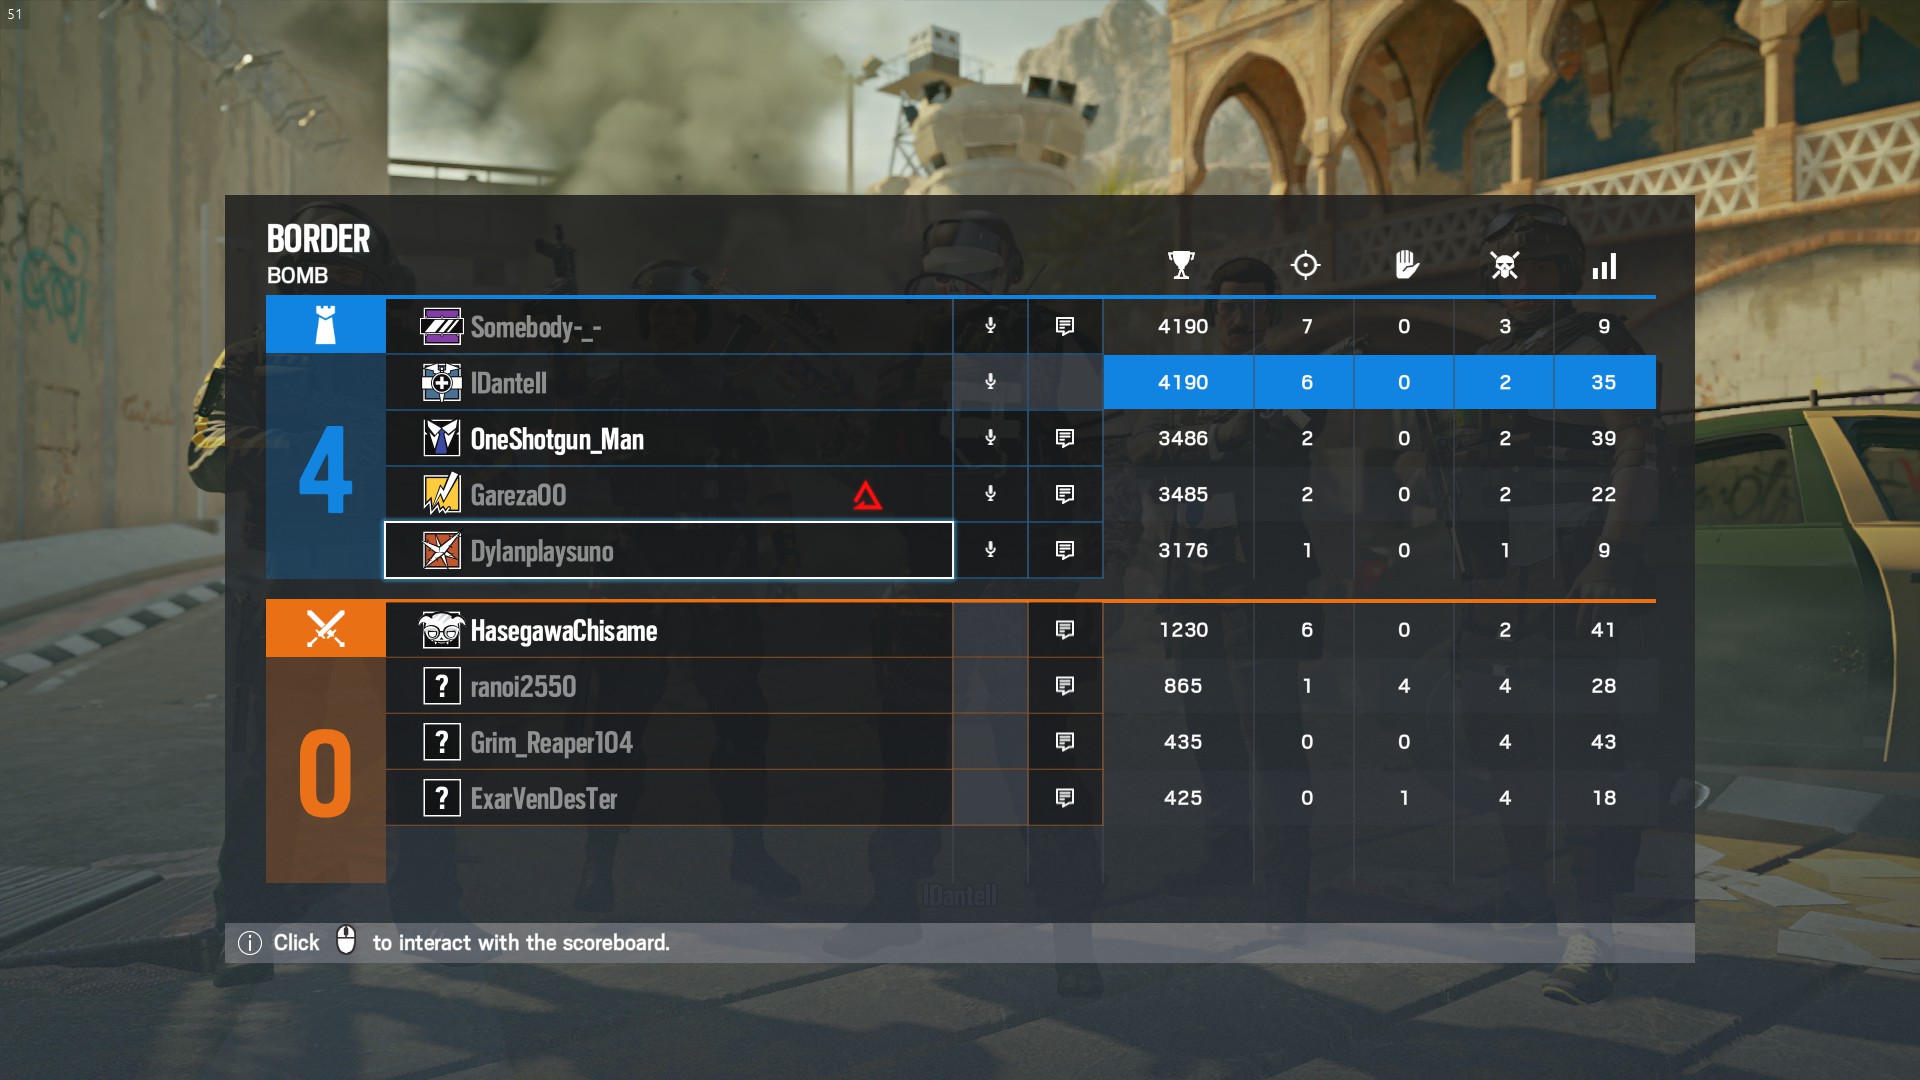 51
BORDER
BOMB
Somebody-_- 4190 7 0 3 9
IDantell 4190 6 0 2 35
4
OneShotgun_Man 3486 2 0 2 39
Gareza00 3485 2 0 2 22
Dylanplaysuno 3176 1 0 1 9
HasegawaChisame 1230 6 0 2 41
? ranoi2550 865 1 4 4 28
0
? Grim_Reaper104 435 0 0 4 43
? ExarVenDesTer 425 0 1 4 18
IDantell
Click to interact with the scoreboard.